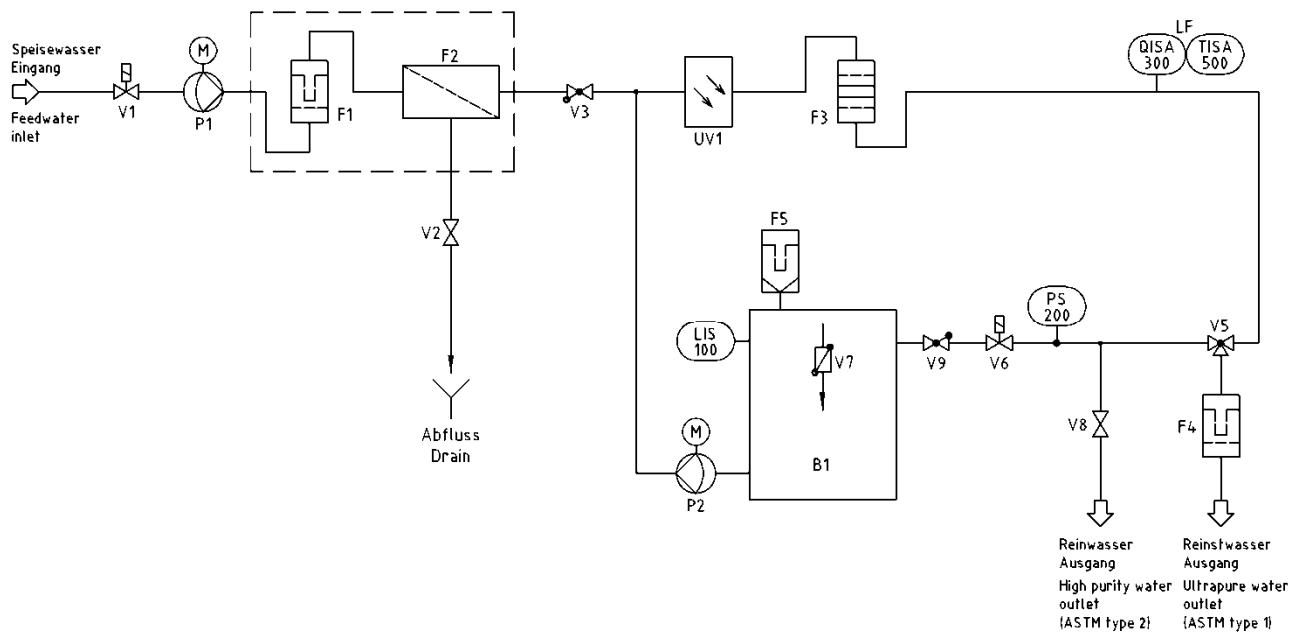 Speisewasser
Eingang
Feedwater
inlet
V1
M
P1
F1
F2
V2
Abfluss
Drain
V3
UV1
F3
LF
QISA
300
TISA
500
F5
LIS
100
V7
B1
M
P2
V9
V6
PS
200
V5
V8
F4
Reinwasser
Ausgang
High purity water
outlet
(ASTM type 2)
Reinstwasser
Ausgang
Ultrapure water
outlet
(ASTM type 1)